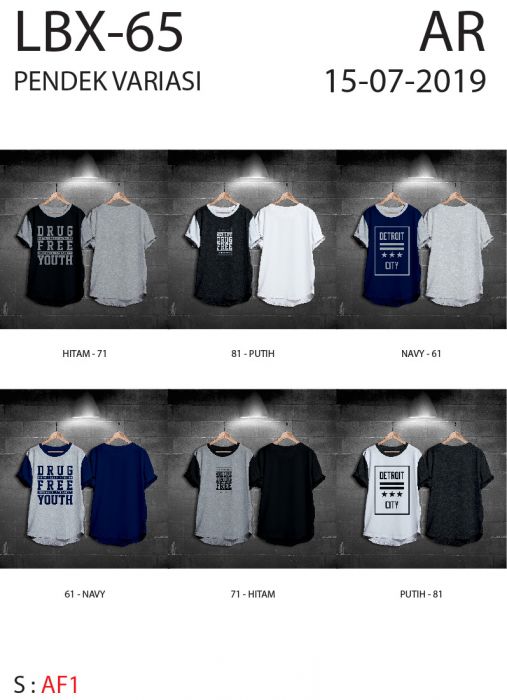 LBX-65
AR
PENDEK VARIASI
15-07-2019
DRUG
FREE
YOUTH
DETROIT
CITY
HITAM - 71
81 - PUTIH
NAVY - 61
DRUG
FREE
YOUTH
FREE
DETROIT
CITY
61 - NAVY
71 - HITAM
PUTIH - 81
S : AF1